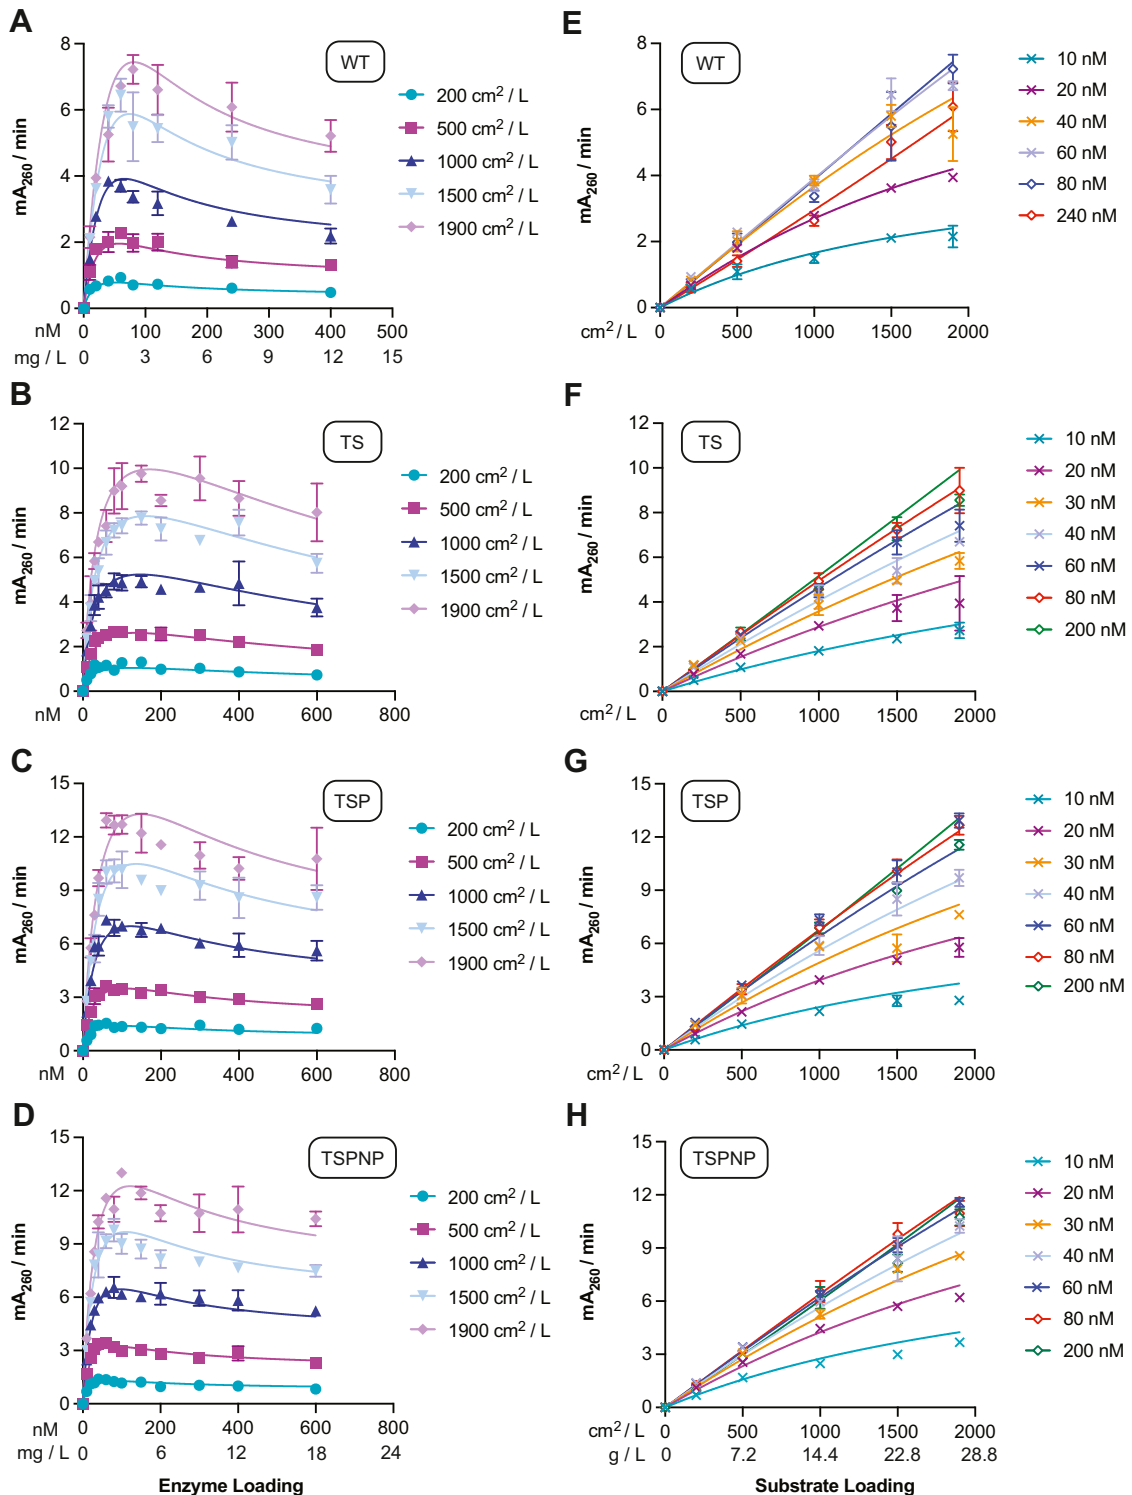 A
WT
8
6
4
2
0
mA260 / min
nM 0 100 200 300 400 500
mg / L 0 3 6 9 12 15
200 cm2 / L
500 cm2 / L
1000 cm2 / L
1500 cm2 / L
1900 cm2 / L
E
WT
8
6
4
2
0
mA260 / min
cm2 / L 0 500 1000 1500 2000
10 nM
20 nM
40 nM
60 nM
80 nM
240 nM
B
TS
12
10
8
6
4
2
0
mA260 / min
nM 0 200 400 600 800
200 cm2 / L
500 cm2 / L
1000 cm2 / L
1500 cm2 / L
1900 cm2 / L
F
TS
12
10
8
6
4
2
0
mA260 / min
cm2 / L 0 500 1000 1500 2000
10 nM
20 nM
30 nM
40 nM
60 nM
80 nM
200 nM
C
TSP
15
12
9
6
3
0
mA260 / min
nM 0 200 400 600 800
200 cm2 / L
500 cm2 / L
1000 cm2 / L
1500 cm2 / L
1900 cm2 / L
G
TSP
15
12
9
6
3
0
mA260 / min
cm2 / L 0 500 1000 1500 2000
10 nM
20 nM
30 nM
40 nM
60 nM
80 nM
200 nM
D
TSPNP
15
12
9
6
3
0
mA260 / min
nM 0 200 400 600 800
mg / L 0 6 12 18 24
Enzyme Loading
200 cm2 / L
500 cm2 / L
1000 cm2 / L
1500 cm2 / L
1900 cm2 / L
H
TSPNP
15
12
9
6
3
0
mA260 / min
cm2 / L 0 500 1000 1500 2000
g / L 0 7.2 14.4 22.8 28.8
Substrate Loading
10 nM
20 nM
30 nM
40 nM
60 nM
80 nM
200 nM